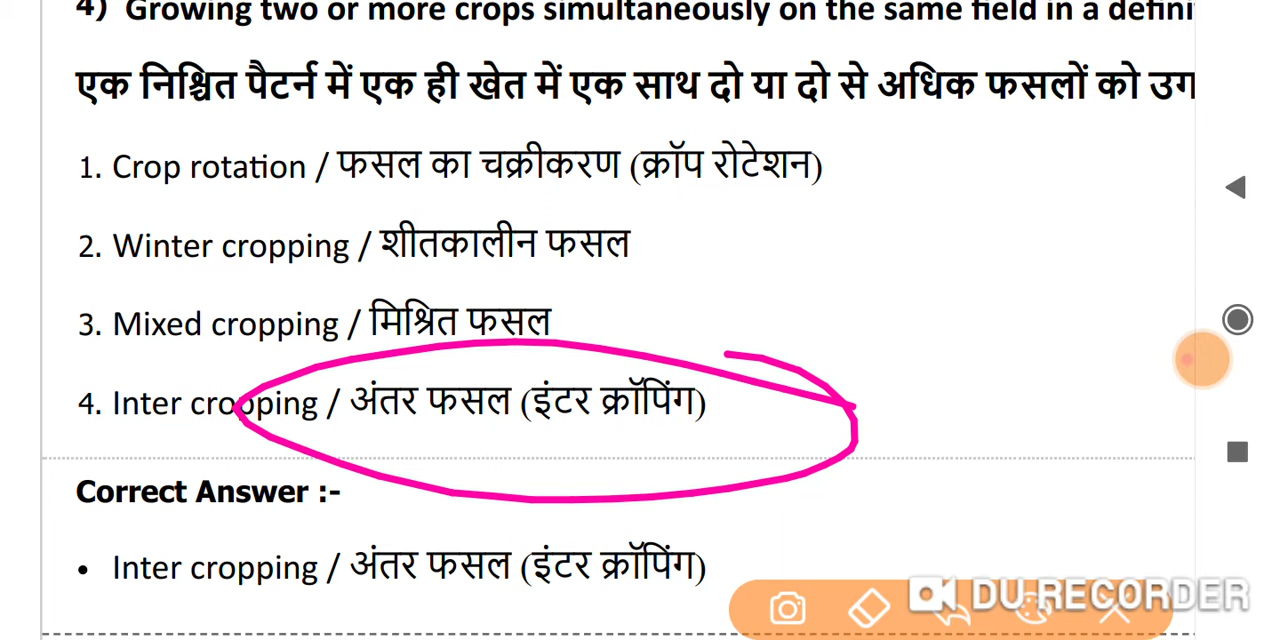 4) Growing two or more crops simultaneously on the same field in a defini
एक निश्चित पैटर्न में एक ही खेत में एक साथ दो या दो से अधिक फसलों को उग
1. Crop rotation / फसल का चक्रीकरण (क्रॉप रोटेशन)
2. Winter cropping / शीतकालीन फसल
3. Mixed cropping / मिश्रित फसल
4. Inter cropping / अंतर फसल (इंटर क्रॉपिंग)
Correct Answer :-
• Inter cropping / अंतर फसल (इंटर क्रॉपिंग)
DU RECORDER